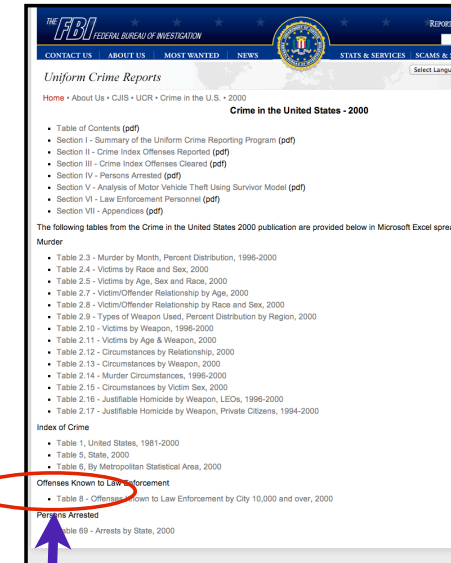 THE FBI FEDERAL BUREAU OF INVESTIGATION
REPORT
CONTACT US ABOUT US MOST WANTED NEWS STATS & SERVICES SCAMS &
Uniform Crime Reports
Select Langu
Home • About Us • CJIS • UCR • Crime in the U.S. • 2000
Crime in the United States - 2000
• Table of Contents (pdf)
• Section I - Summary of the Uniform Crime Reporting Program (pdf)
• Section II - Crime Index Offenses Reported (pdf)
• Section III - Crime Index Offenses Cleared (pdf)
• Section IV - Persons Arrested (pdf)
• Section V - Analysis of Motor Vehicle Theft Using Survivor Model (pdf)
• Section VI - Law Enforcement Personnel (pdf)
• Section VII - Appendices (pdf)
The following tables from the Crime in the United States 2000 publication are provided below in Microsoft Excel sprea
Murder
• Table 2.3 - Murder by Month, Percent Distribution, 1996-2000
• Table 2.4 - Victims by Race and Sex, 2000
• Table 2.5 - Victims by Age, Sex and Race, 2000
• Table 2.7 - Victim/Offender Relationship by Age, 2000
• Table 2.8 - Victim/Offender Relationship by Race and Sex, 2000
• Table 2.9 - Types of Weapon Used, Percent Distribution by Region, 2000
• Table 2.10 - Victims by Weapon, 1996-2000
• Table 2.11 - Victims by Age & Weapon, 2000
• Table 2.12 - Circumstances by Relationship, 2000
• Table 2.13 - Circumstances by Weapon, 2000
• Table 2.14 - Murder Circumstances, 1996-2000
• Table 2.15 - Circumstances by Victim Sex, 2000
• Table 2.16 - Justifiable Homicide by Weapon, LEOs, 1996-2000
• Table 2.17 - Justifiable Homicide by Weapon, Private Citizens, 1994-2000
Index of Crime
• Table 1, United States, 1981-2000
• Table 5, State, 2000
• Table 6, By Metropolitan Statistical Area, 2000
Offenses Known to Law Enforcement
• Table 8 - Offenses Known to Law Enforcement by City 10,000 and over, 2000
Persons Arrested
Table 69 - Arrests by State, 2000